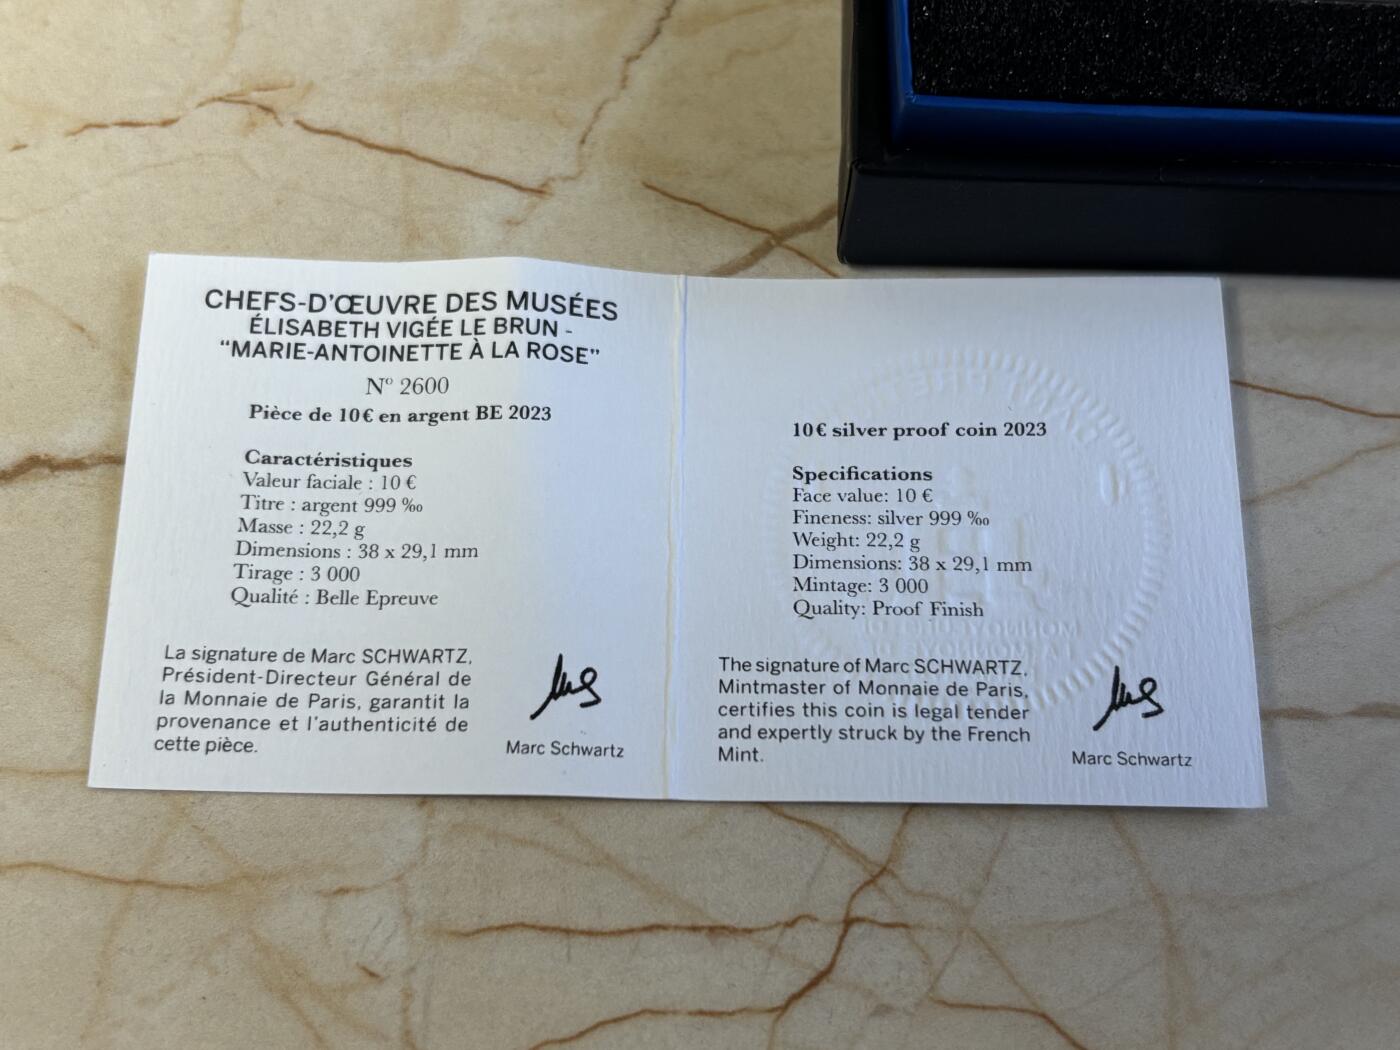 CHEFS-D'ŒUVRE DES MUSÉES
ÉLISABETH VIGÉE LE BRUN -
“MARIE-ANTOINETTE À LA ROSE”
Nº 2600
Pièce de 10 € en argent BE 2023
Caractéristiques
Valeur faciale : 10 €
Titre : argent 999 ‰
Masse : 22,2 g
Dimensions : 38 x 29,1 mm
Tirage : 3 000
Qualité : Belle Epreuve
La signature de Marc SCHWARTZ,
Président-Directeur Général de
la Monnaie de Paris, garantit la
provenance et l'authenticité de
cette pièce.
Marc Schwartz
10 € silver proof coin 2023
Specifications
Face value: 10 €
Fineness: silver 999 ‰
Weight: 22,2 g
Dimensions: 38 x 29,1 mm
Mintage: 3 000
Quality: Proof Finish
The signature of Marc SCHWARTZ,
Mintmaster of Monnaie de Paris,
certifies this coin is legal tender
and expertly struck by the French
Mint.
Marc Schwartz